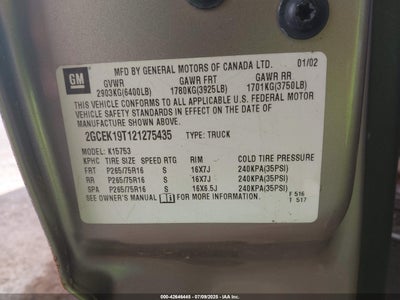 MFD BY GENERAL MOTORS OF CANADA LTD. 01/02
GM
GVWR GAWR FRT GAWR RR
2903KG(6400LB) 1780KG(3925LB) 1701KG(3750LB)
THIS VEHICLE CONFORMS TO ALL APPLICABLE U.S. FEDERAL MOTOR
VEHICLE SAFETY STANDARDS IN EFFECT ON THE DATE OF
MANUFACTURE SHOWN ABOVE.
2GCEK19T121275435 TYPE: TRUCK
MODEL: K15753
KPHC TIRE SIZE SPEED RTG RIM COLD TIRE PRESSURE
FRT P265/75R16 S 16X7J 240KPA(35PSI)
RR P265/75R16 S 16X7J 240KPA(35PSI)
SPA P265/75R16 S 16X6.5J 240KPA(35PSI)
SEE OWNER'S MANUAL FOR MORE INFORMATION.
F 516
T 517
000-42646445 - 07/09/2025 - IAA, Inc.